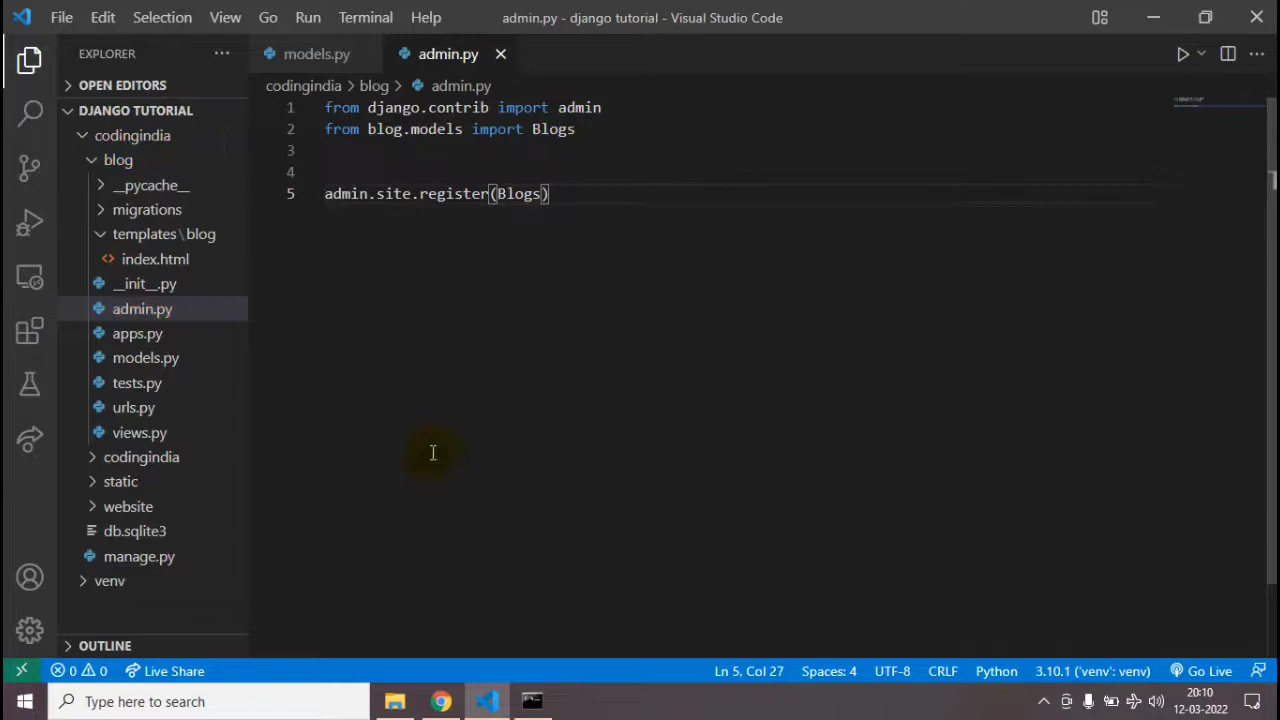 File Edit Selection View Go Run Terminal Help admin.py - django tutorial - Visual Studio Code
EXPLORER
models.py admin.py
OPEN EDITORS
DJANGO TUTORIAL
codingindia
blog
__pycache__
migrations
templates\blog
index.html
__init__.py
admin.py
apps.py
models.py
tests.py
urls.py
views.py
codingindia
static
website
db.sqlite3
manage.py
venv
OUTLINE
codingindia > blog > admin.py
1 from django.contrib import admin
2 from blog.models import Blogs
3
4
5 admin.site.register(Blogs)
0 0 Live Share Ln 5, Col 27 Spaces: 4 UTF-8 CRLF Python 3.10.1 ('venv': venv) Go Live
Type here to search
20:10
12-03-2022